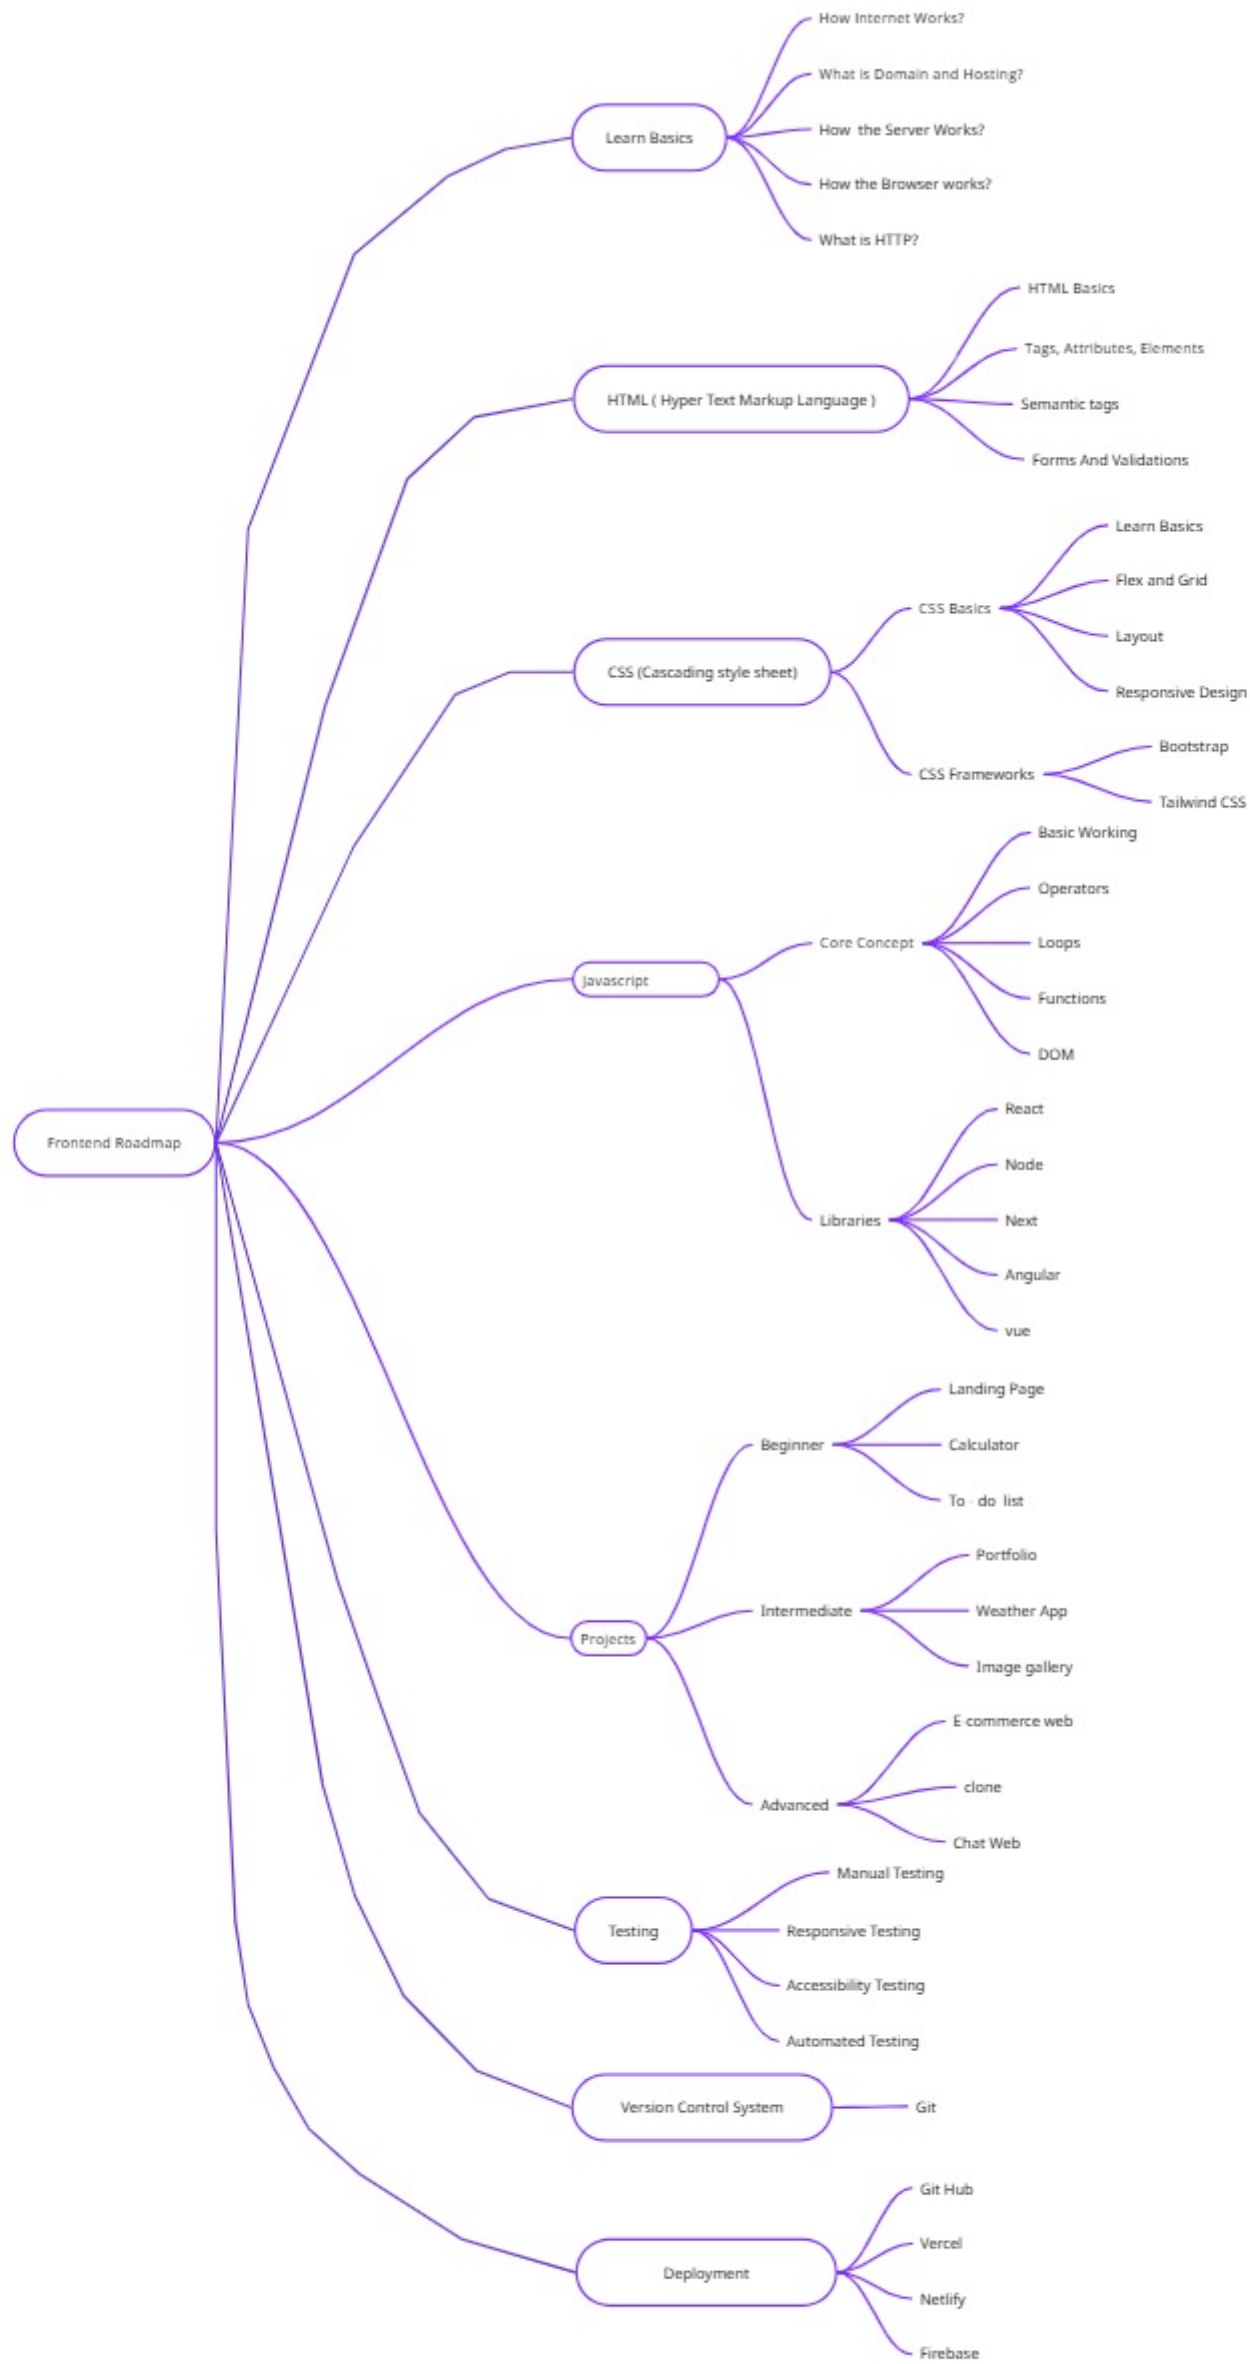 Frontend Roadmap
Learn Basics
How Internet Works?
What is Domain and Hosting?
How  the Server Works?
How the Browser works?
What is HTTP?
HTML ( Hyper Text Markup Language )
HTML Basics
Tags, Attributes, Elements
Semantic tags
Forms And Validations
CSS (Cascading style sheet)
CSS Basics
Learn Basics
Flex and Grid
Layout
Responsive Design
CSS Frameworks
Bootstrap
Tailwind CSS
Javascript
Core Concept
Basic Working
Operators
Loops
Functions
DOM
Libraries
React
Node
Next
Angular
vue
Projects
Beginner
Landing Page
Calculator
To - do  list
Intermediate
Portfolio
Weather App
Image gallery
Advanced
E commerce web
clone
Chat Web
Testing
Manual Testing
Responsive Testing
Accessibility Testing
Automated Testing
Version Control System
Git
Deployment
Git Hub
Vercel
Netlify
Firebase